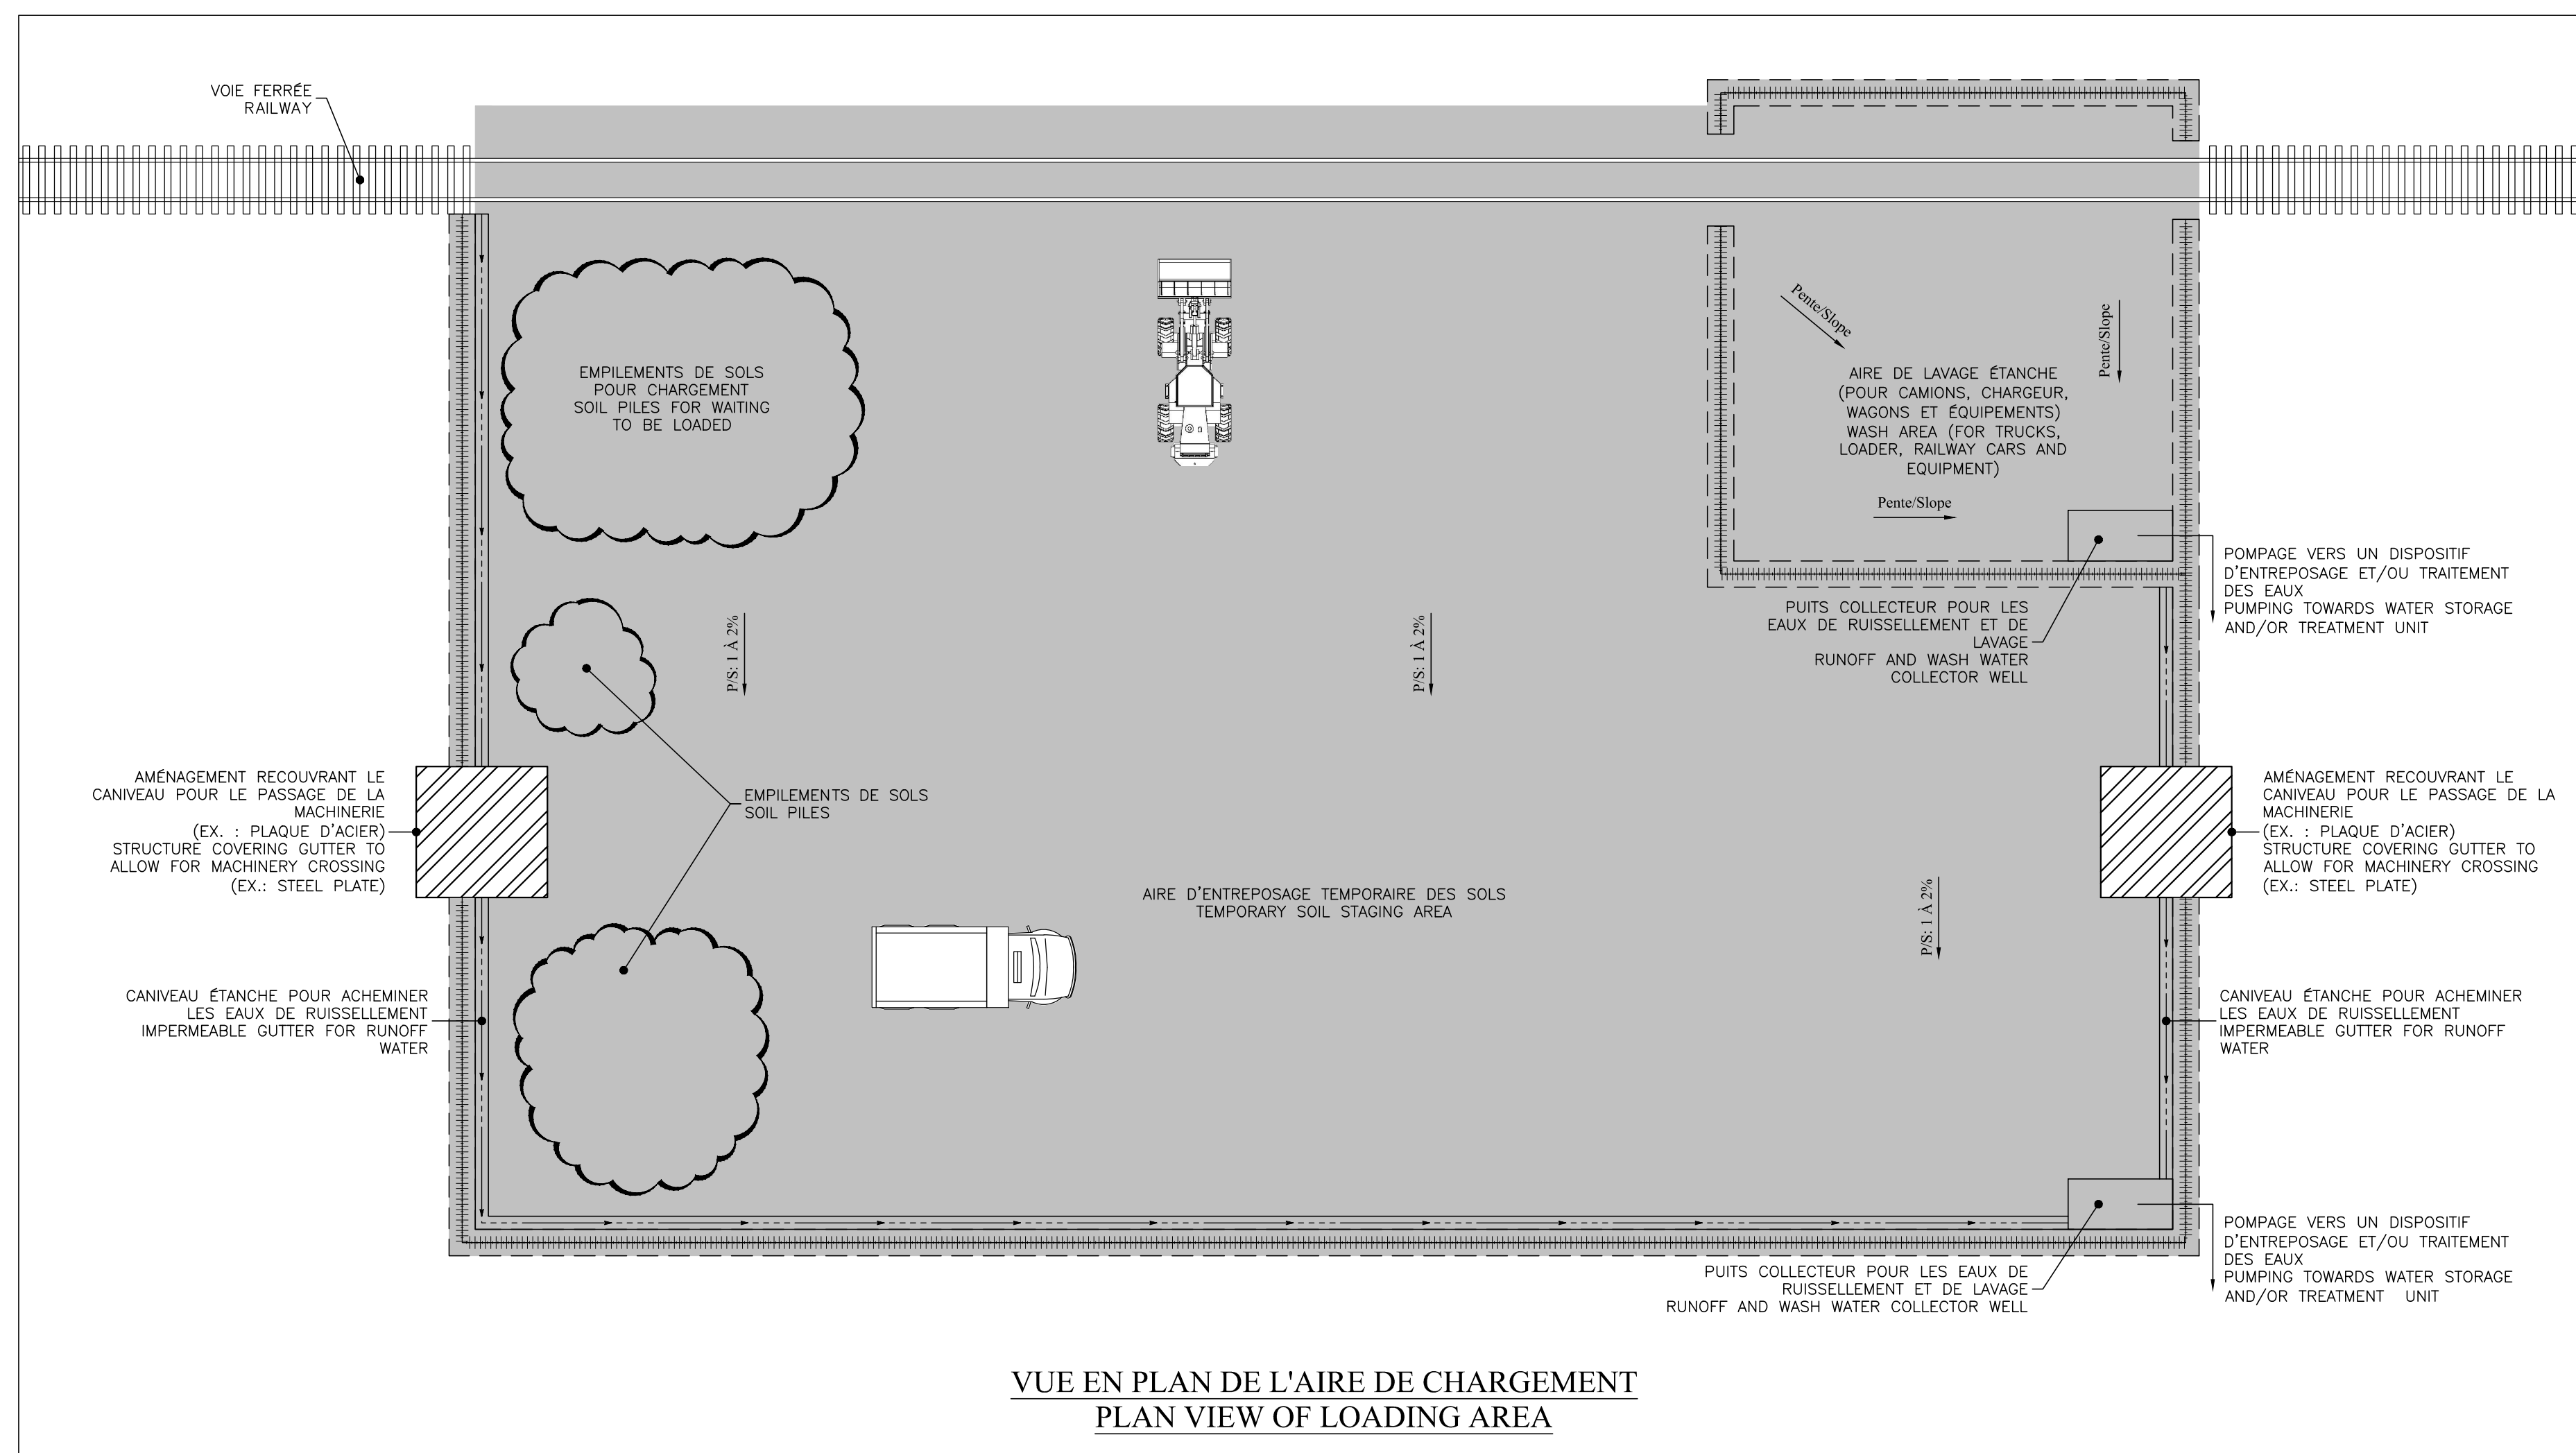 VOIE FERRÉE
RAILWAY
EMPILEMENTS DE SOLS
POUR CHARGEMENT
SOIL PILES FOR WAITING
TO BE LOADED
Pente/Slope
Pente/Slope
AIRE DE LAVAGE ÉTANCHE
(POUR CAMIONS, CHARGEUR,
WAGONS ET ÉQUIPEMENTS)
WASH AREA (FOR TRUCKS,
LOADER, RAILWAY CARS AND
EQUIPMENT)
Pente/Slope
POMPAGE VERS UN DISPOSITIF
D'ENTREPOSAGE ET/OU TRAITEMENT
DES EAUX
PUMPING TOWARDS WATER STORAGE
AND/OR TREATMENT UNIT
PUITS COLLECTEUR POUR LES
EAUX DE RUISSELLEMENT ET DE
LAVAGE
RUNOFF AND WASH WATER
COLLECTOR WELL
P/S: 1 À 2%
P/S: 1 À 2%
AMÉNAGEMENT RECOUVRANT LE
CANIVEAU POUR LE PASSAGE DE LA
MACHINERIE
(EX. : PLAQUE D'ACIER)
STRUCTURE COVERING GUTTER TO
ALLOW FOR MACHINERY CROSSING
(EX.: STEEL PLATE)
EMPILEMENTS DE SOLS
SOIL PILES
AMÉNAGEMENT RECOUVRANT LE
CANIVEAU POUR LE PASSAGE DE LA
MACHINERIE
(EX. : PLAQUE D'ACIER)
STRUCTURE COVERING GUTTER TO
ALLOW FOR MACHINERY CROSSING
(EX.: STEEL PLATE)
AIRE D'ENTREPOSAGE TEMPORAIRE DES SOLS
TEMPORARY SOIL STAGING AREA
P/S: 1 À 2%
CANIVEAU ÉTANCHE POUR ACHEMINER
LES EAUX DE RUISSELLEMENT
IMPERMEABLE GUTTER FOR RUNOFF
WATER
CANIVEAU ÉTANCHE POUR ACHEMINER
LES EAUX DE RUISSELLEMENT
IMPERMEABLE GUTTER FOR RUNOFF
WATER
PUITS COLLECTEUR POUR LES EAUX DE
RUISSELLEMENT ET DE LAVAGE
RUNOFF AND WASH WATER COLLECTOR WELL
POMPAGE VERS UN DISPOSITIF
D'ENTREPOSAGE ET/OU TRAITEMENT
DES EAUX
PUMPING TOWARDS WATER STORAGE
AND/OR TREATMENT UNIT
VUE EN PLAN DE L'AIRE DE CHARGEMENT
PLAN VIEW OF LOADING AREA